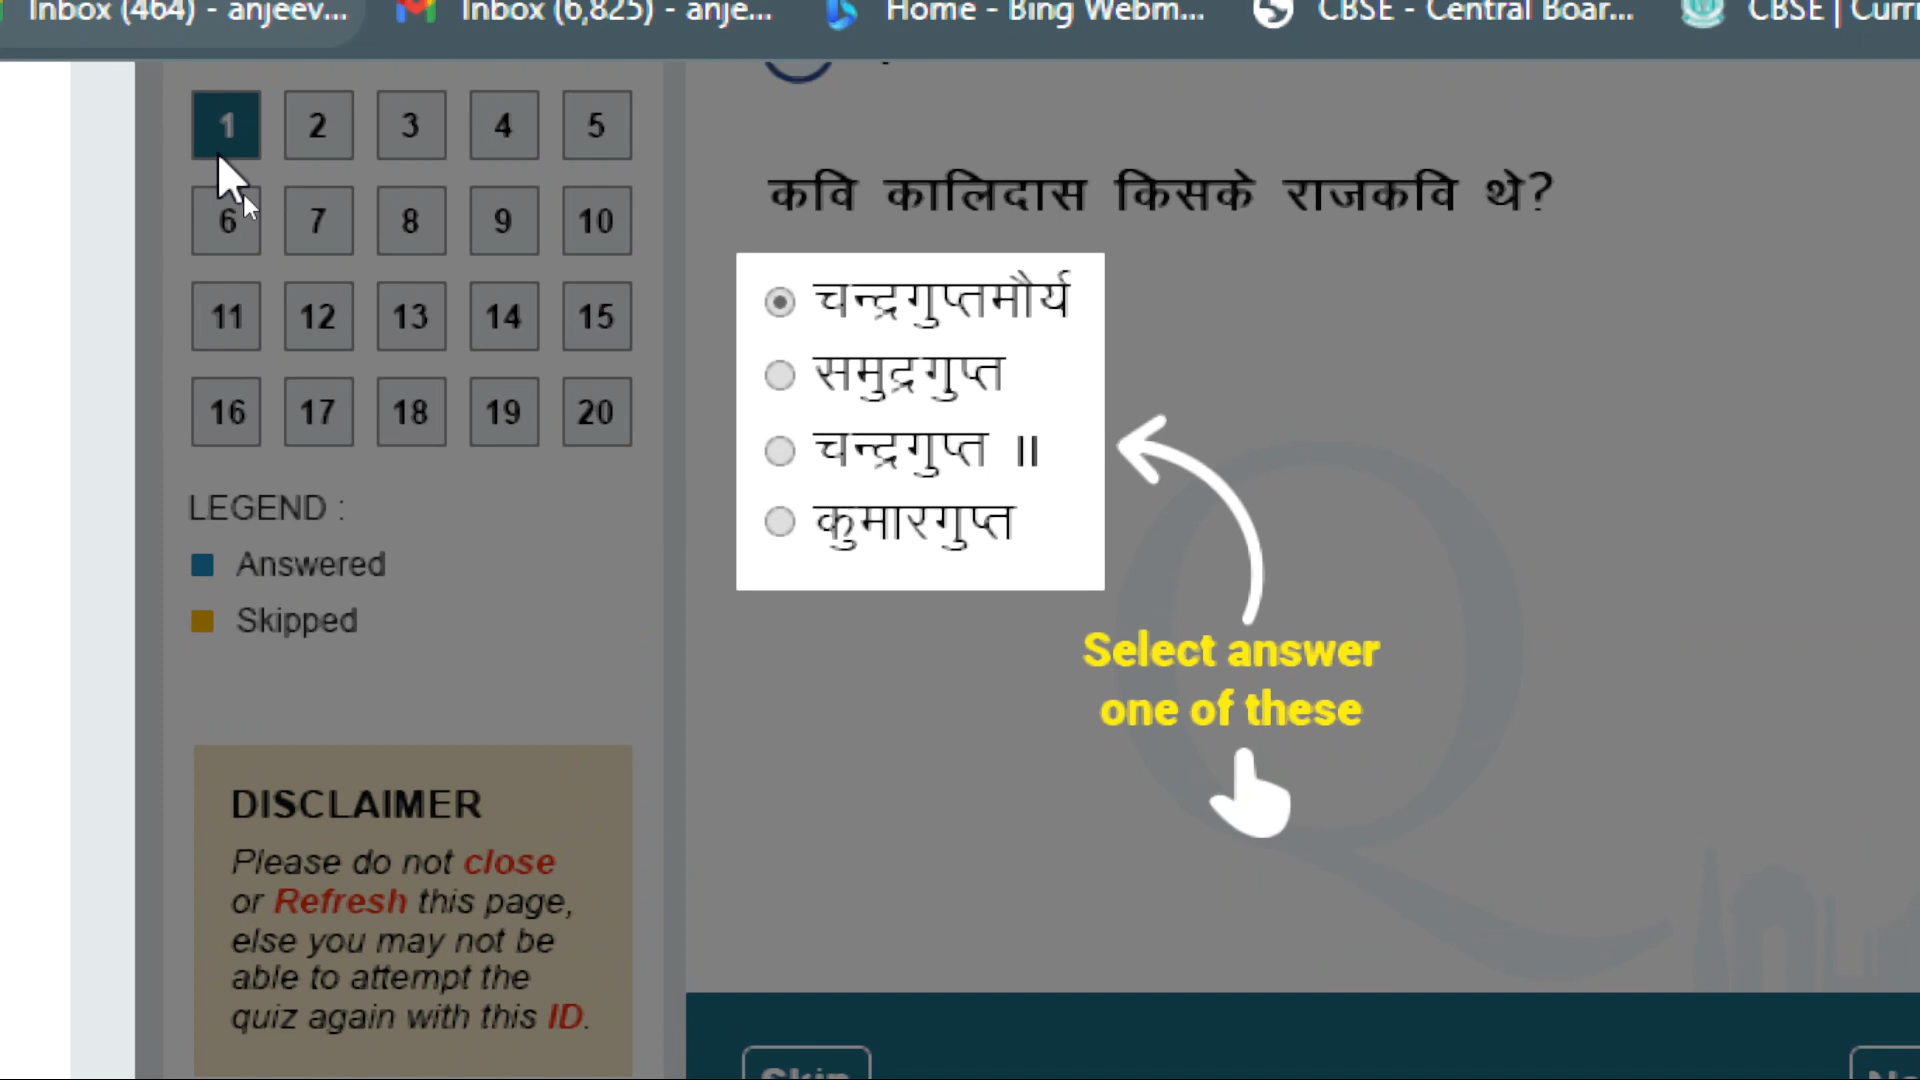 Inbox (464) - anjeev...
Inbox (6,825) - anje...
Home - Bing Webm...
CBSE - Central Boar...
CBSE | Curri
1 2 3 4 5
6 7 8 9 10
11 12 13 14 15
16 17 18 19 20
LEGEND :
Answered
Skipped
DISCLAIMER
Please do not close
or Refresh this page,
else you may not be
able to attempt the
quiz again with this ID.
कवि कालिदास किसके राजकवि थे?
चन्द्रगुप्तमौर्य
समुद्रगुप्त
चन्द्रगुप्त II
कुमारगुप्त
Select answer
one of these
Skip